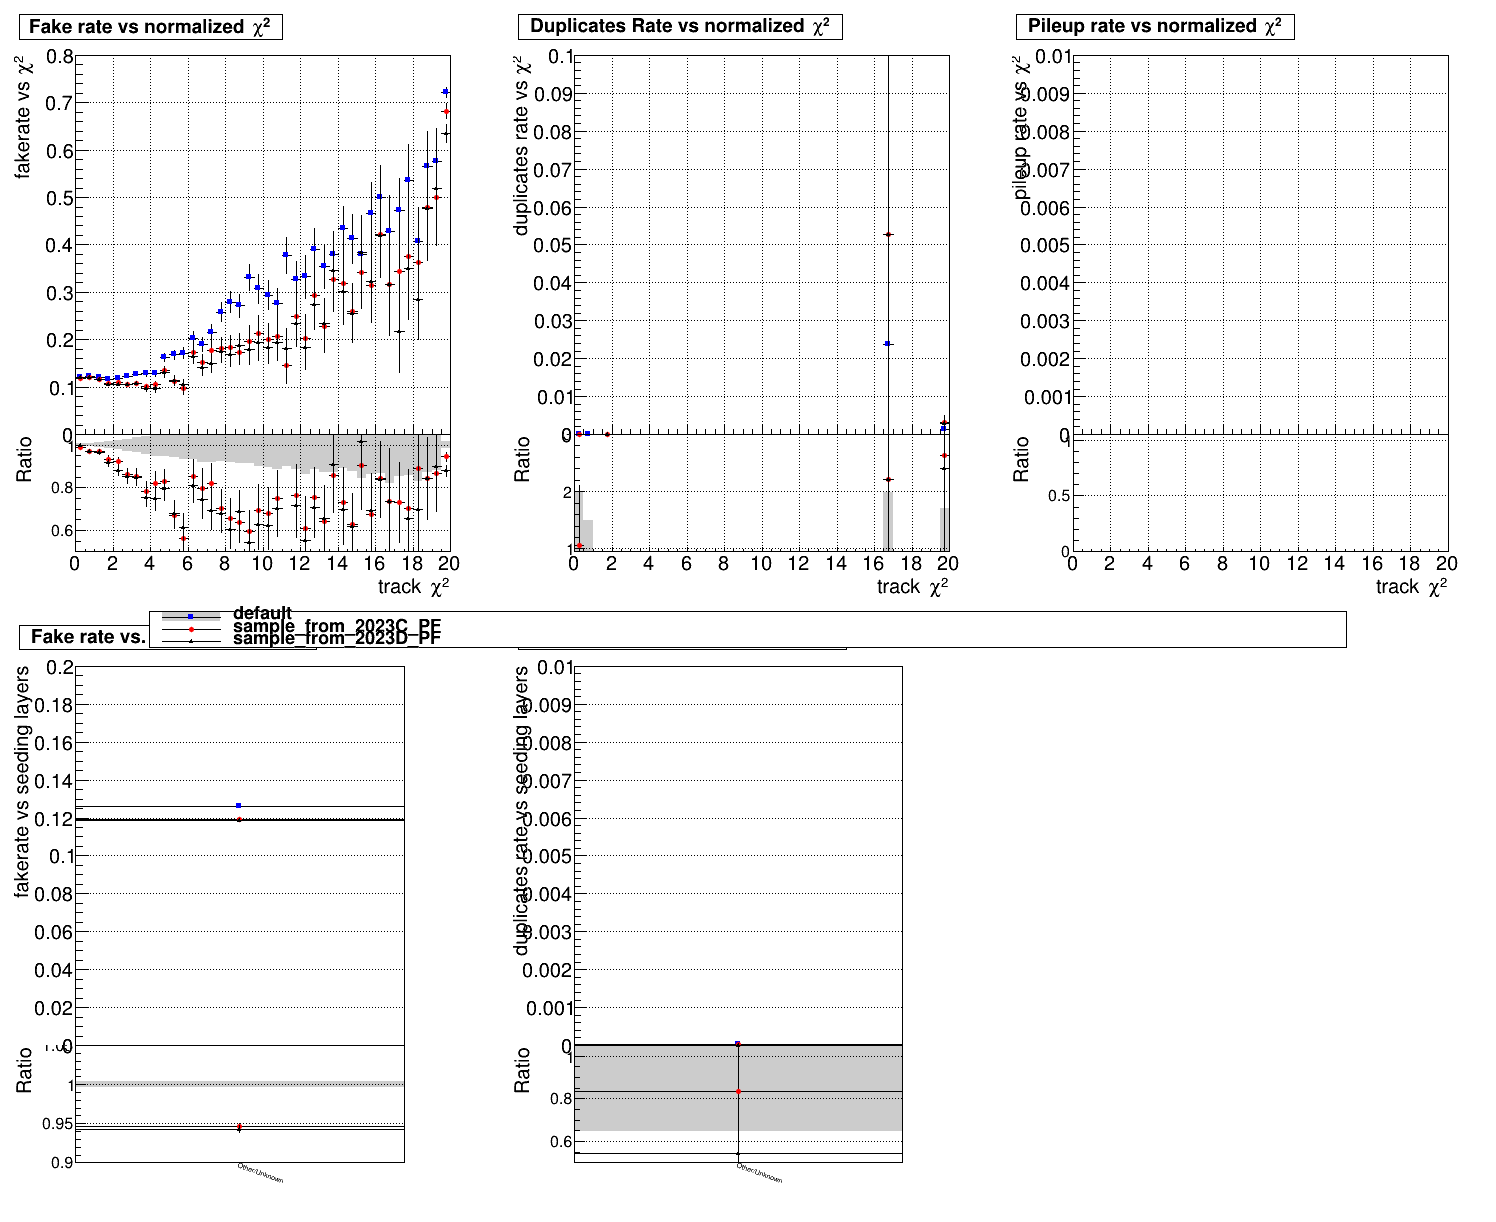 Fake rate vs normalized χ²
fakerate vs χ²
0.8
0.7
0.6
0.5
0.4
0.3
0.2
0.1
0
Ratio
1
0.8
0.6
0 2 4 6 8 10 12 14 16 18 20
track χ²
Duplicates Rate vs normalized χ²
duplicates rate vs χ²
0.1
0.09
0.08
0.07
0.06
0.05
0.04
0.03
0.02
0.01
0
Ratio
2
1
0 2 4 6 8 10 12 14 16 18 20
track χ²
Pileup rate vs normalized χ²
pileup rate vs χ²
0.01
0.009
0.008
0.007
0.006
0.005
0.004
0.003
0.002
0.001
0
Ratio
1
0.5
0
0 2 4 6 8 10 12 14 16 18 20
track χ²
default
sample_from_2023C_PF
sample_from_2023D_PF
Fake rate vs.
fakerate vs seeding layers
0.2
0.18
0.16
0.14
0.12
0.1
0.08
0.06
0.04
0.02
0
Ratio
1
0.95
0.9
Other/Unknown
duplicates rate vs seeding layers
0.01
0.009
0.008
0.007
0.006
0.005
0.004
0.003
0.002
0.001
0
Ratio
1
0.8
0.6
Other/Unknown